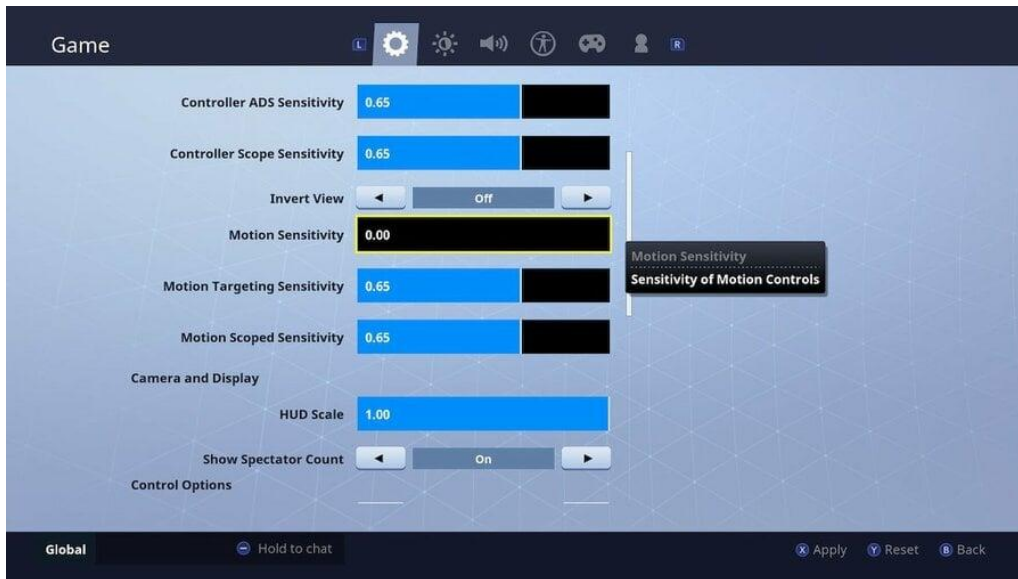 Game
L
R
Controller ADS Sensitivity 0.65
Controller Scope Sensitivity 0.65
Invert View Off
Motion Sensitivity 0.00
Motion Sensitivity
Sensitivity of Motion Controls
Motion Targeting Sensitivity 0.65
Motion Scoped Sensitivity 0.65
Camera and Display
HUD Scale 1.00
Show Spectator Count On
Control Options
Global Hold to chat X Apply Y Reset B Back